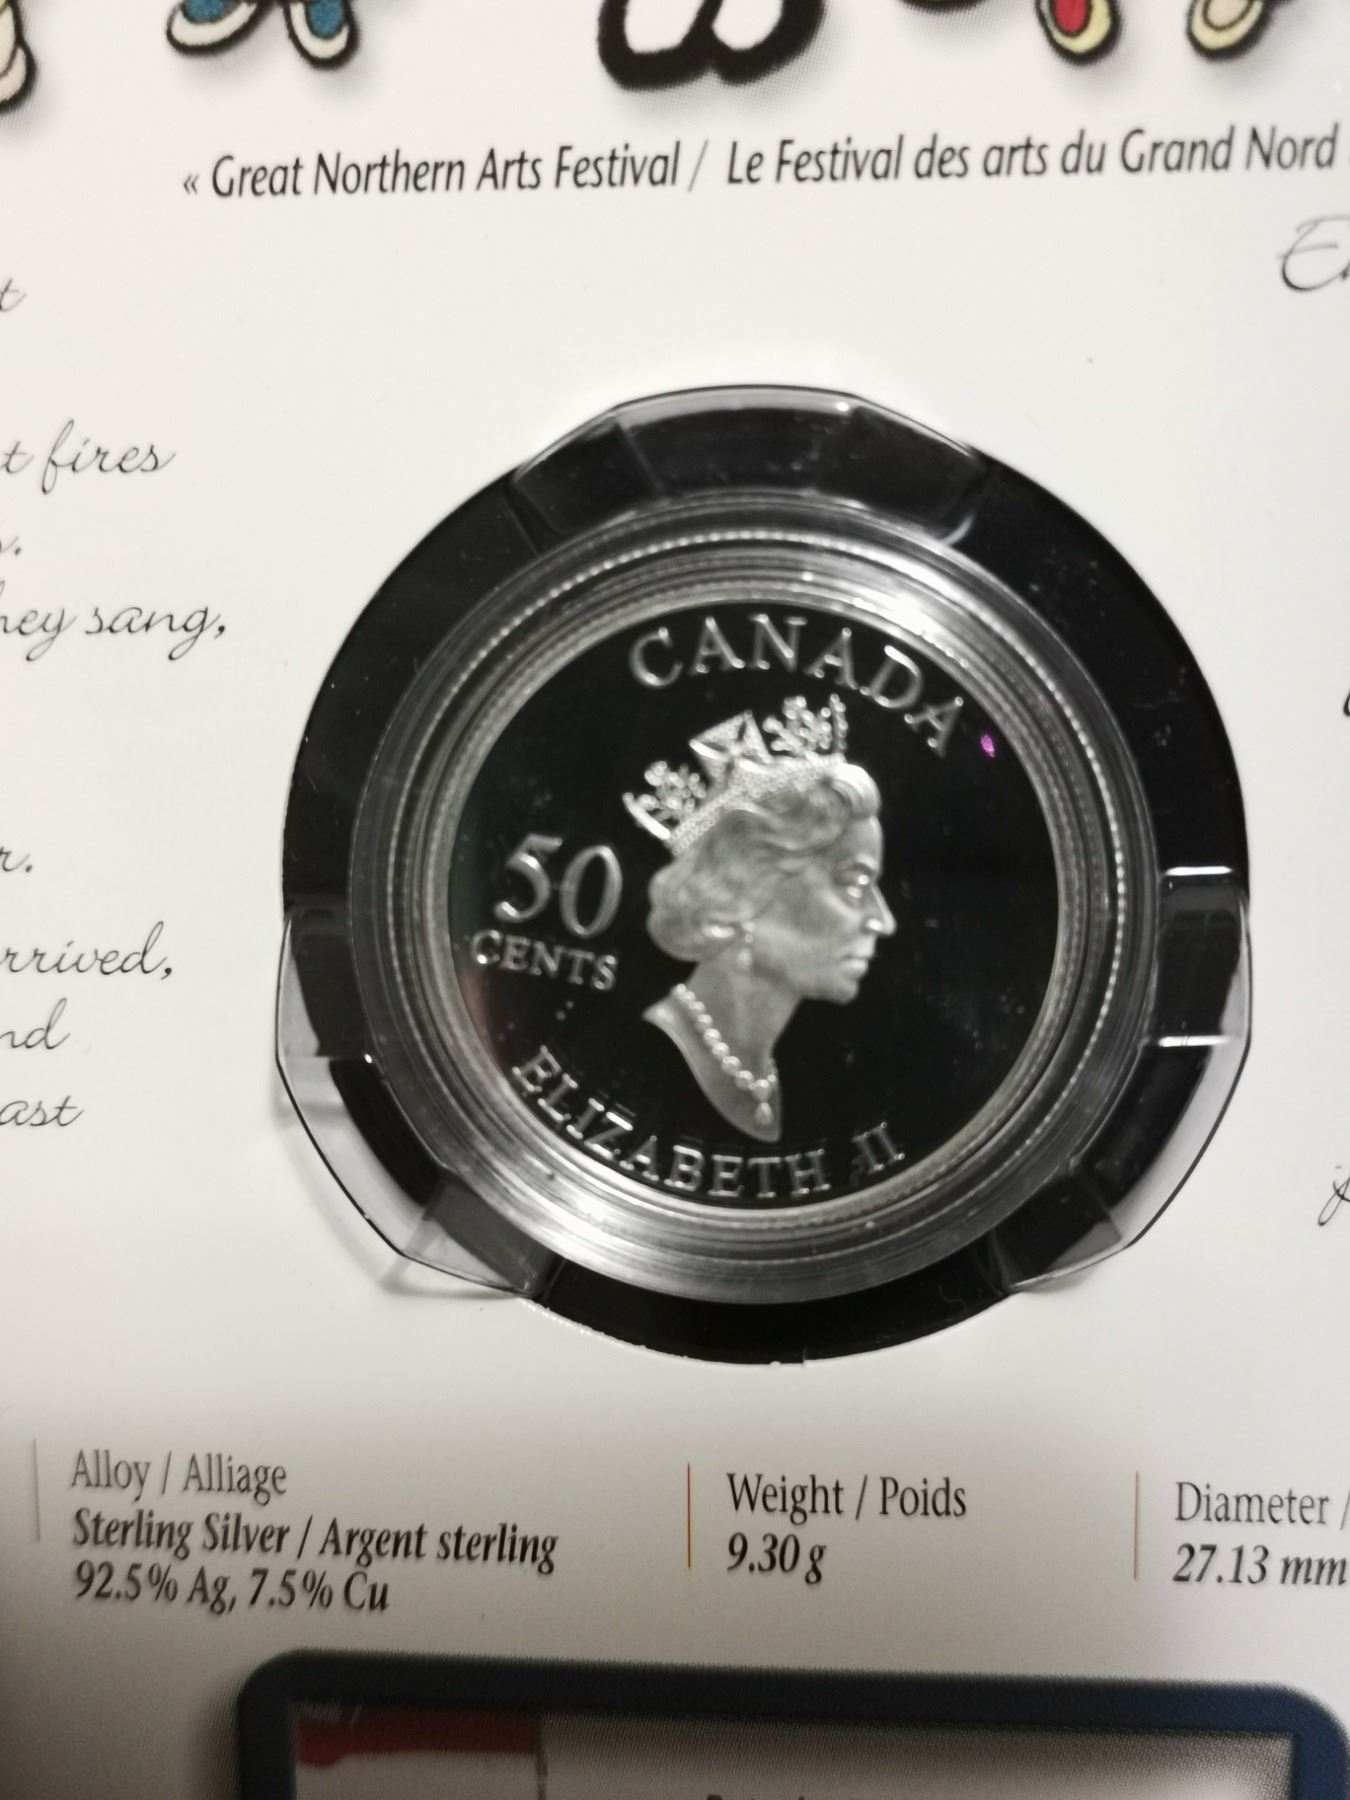 « Great Northern Arts Festival / Le Festival des arts du Grand Nord
t fires
hey sang,
rrived,
nd
ast
CANADA
50
CENTS
ELIZABETH II
Alloy / Alliage
Sterling Silver / Argent sterling
92.5% Ag, 7.5% Cu
Weight / Poids
9.30 g
Diameter /
27.13 mm